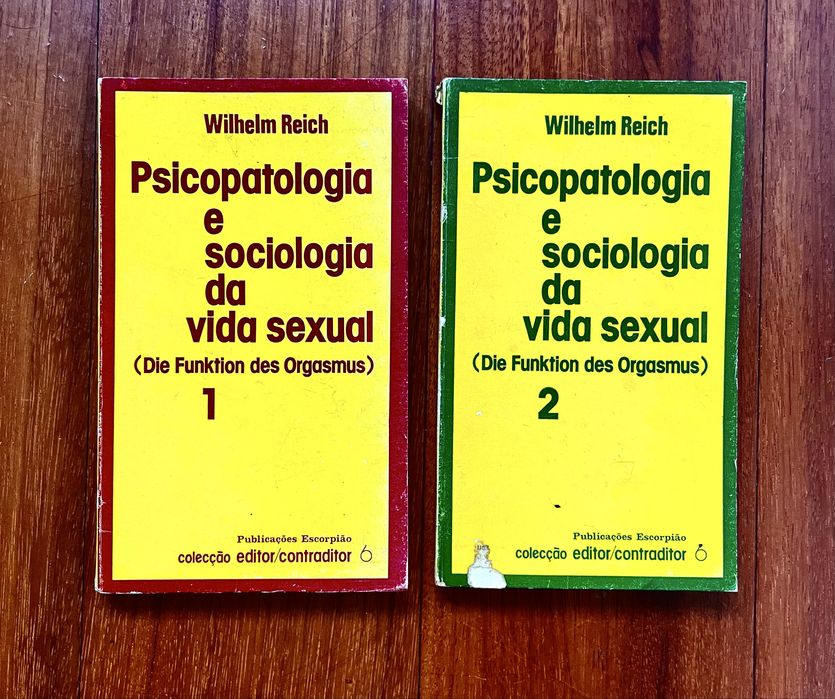 Wilhelm Reich
Psicopatologia
e
sociologia
da
vida sexual
(Die Funktion des Orgasmus)
1
Publicações Escorpião
colecção editor/contraditor 6
Wilhelm Reich
Psicopatologia
e
sociologia
da
vida sexual
(Die Funktion des Orgasmus)
2
Publicações Escorpião
colecção editor/contraditor